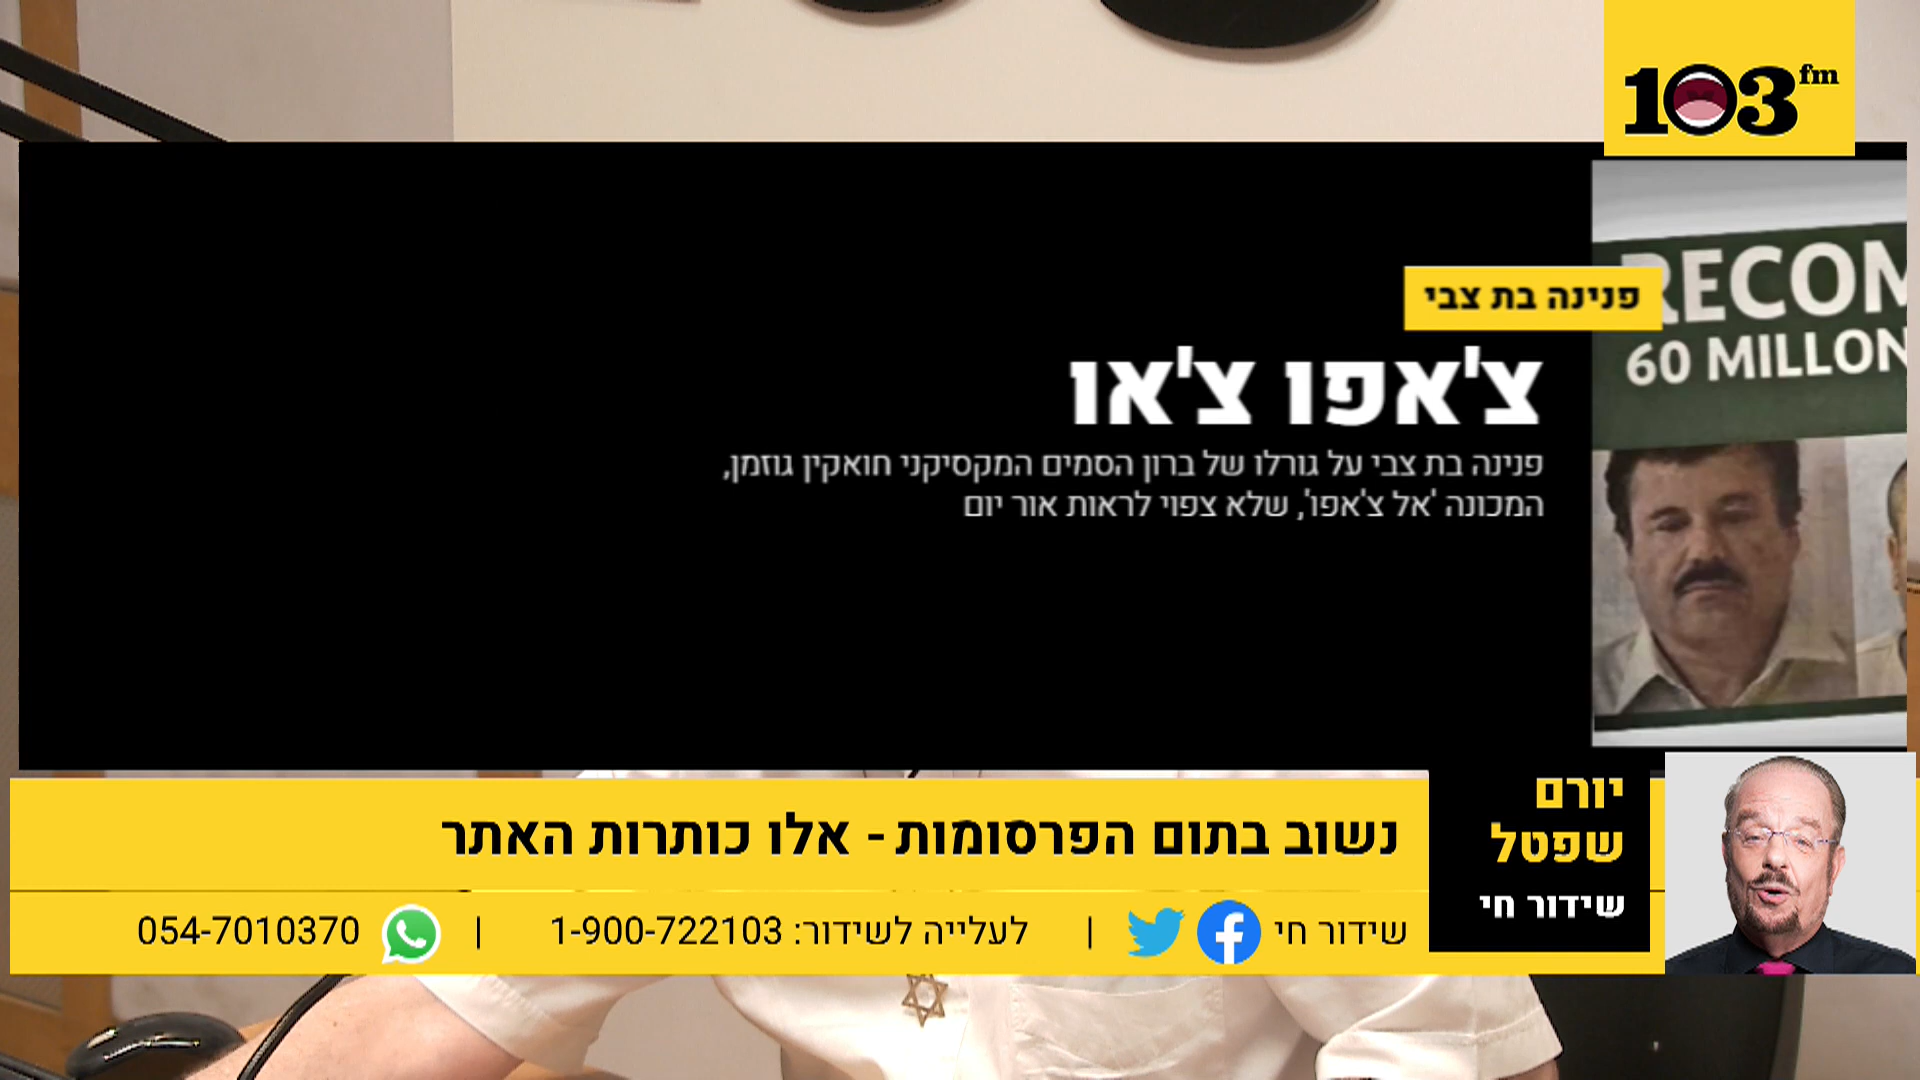 103 fm
RECOM
60 MILLON
פנינה בת צבי
צ'אפו צ'או
פנינה בת צבי על גורלו של ברון הסמים המקסיקני חואקין גוזמן,
המכונה 'אל צ'אפו', שלא צפוי לראות אור יום
יורם
שפטל
שידור חי
נשוב בתום הפרסומות - אלו כותרות האתר
שידור חי | לעלייה לשידור: 1-900-722103 | 054-7010370